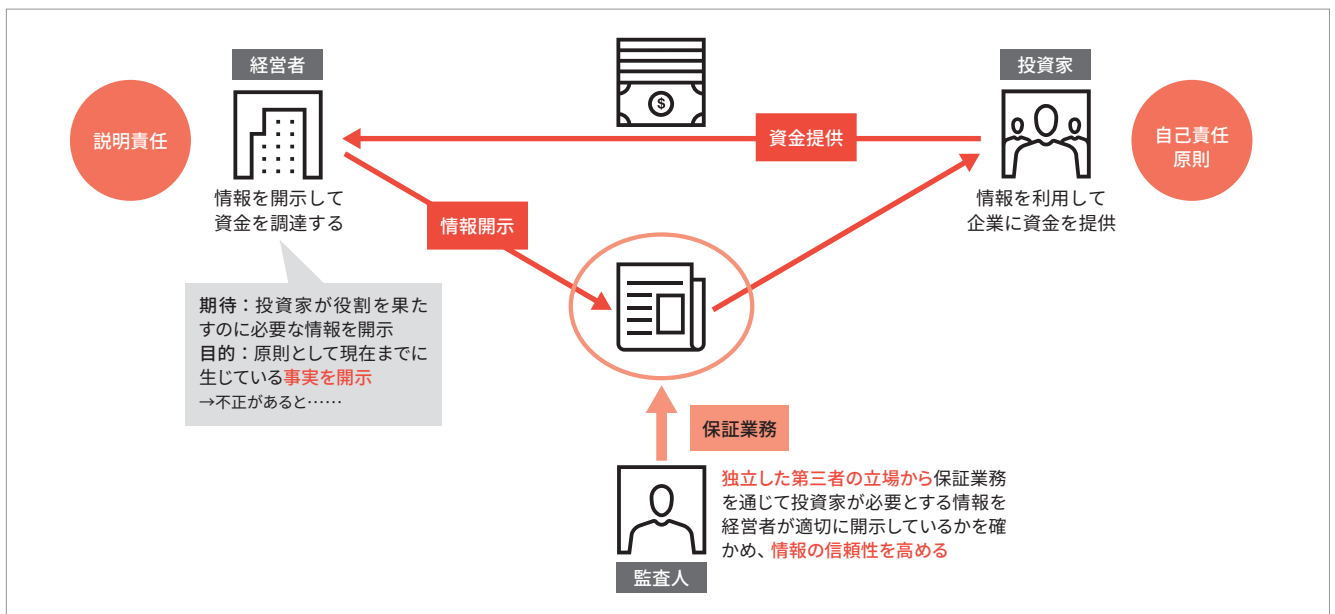 経営者
説明責任
情報を開示して
資金を調達する
$
資金提供
投資家
自己責任
原則
情報を利用して
企業に資金を提供
情報開示
期待：投資家が役割を果た
すのに必要な情報を開示
目的：原則として現在までに
生じている事実を開示
→不正があると……
保証業務
独立した第三者の立場から保証業務
を通じて投資家が必要とする情報を
経営者が適切に開示しているかを確
かめ、情報の信頼性を高める
監査人